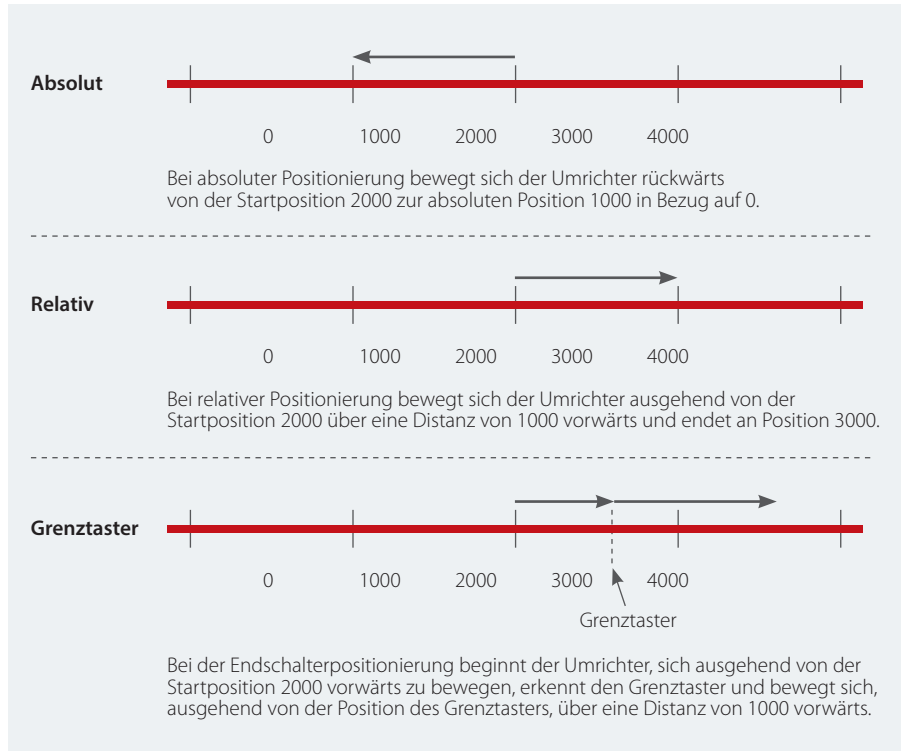 Absolut
0 1000 2000 3000 4000
Bei absoluter Positionierung bewegt sich der Umrichter rückwärts
von der Startposition 2000 zur absoluten Position 1000 in Bezug auf 0.
Relativ
0 1000 2000 3000 4000
Bei relativer Positionierung bewegt sich der Umrichter ausgehend von der
Startposition 2000 über eine Distanz von 1000 vorwärts und endet an Position 3000.
Grenztaster
0 1000 2000 3000 4000
Grenztaster
Bei der Endschalterpositionierung beginnt der Umrichter, sich ausgehend von der
Startposition 2000 vorwärts zu bewegen, erkennt den Grenztaster und bewegt sich,
ausgehend von der Position des Grenztasters, über eine Distanz von 1000 vorwärts.